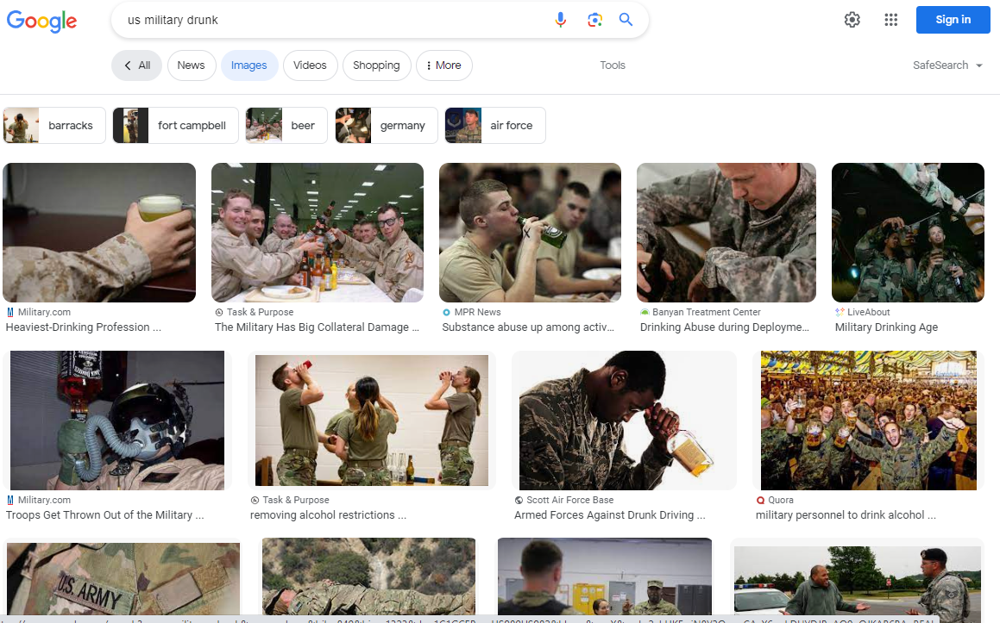 Google
us military drunk
Sign in
All
News
Images
Videos
Shopping
More
Tools
SafeSearch
barracks
fort campbell
beer
germany
air force
Military.com
Heaviest-Drinking Profession ...
Task & Purpose
The Military Has Big Collateral Damage ...
MPR News
Substance abuse up among activ...
Banyan Treatment Center
Drinking Abuse during Deployme...
LiveAbout
Military Drinking Age
Military.com
Troops Get Thrown Out of the Military ...
Task & Purpose
removing alcohol restrictions ...
Scott Air Force Base
Armed Forces Against Drunk Driving ...
Quora
military personnel to drink alcohol ...
U.S. ARMY